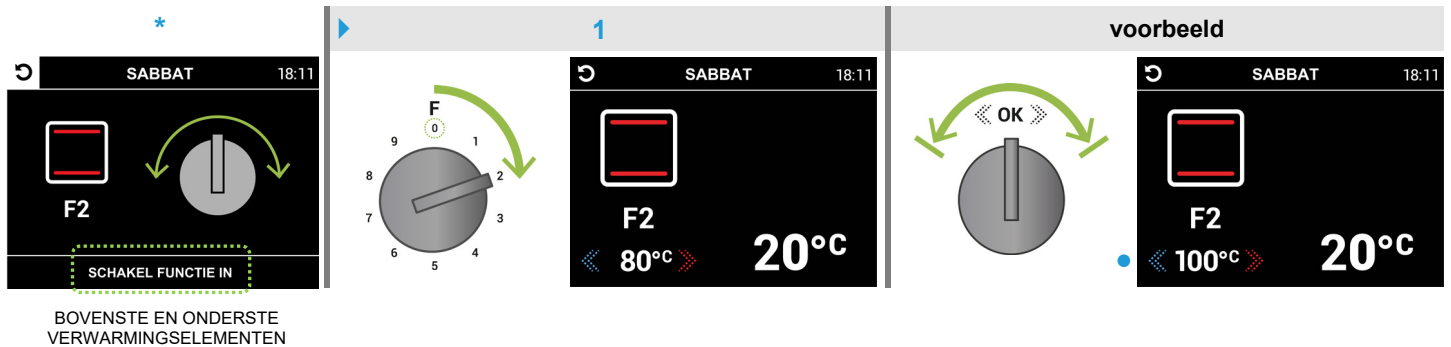 *
1
voorbeeld
SABBAT 18:11
F2
SCHAKEL FUNCTIE IN
BOVENSTE EN ONDERSTE
VERWARMINGSELEMENTEN
F
0
1
2
3
4
5
6
7
8
9
SABBAT 18:11
F2
80°C
20°C
OK
SABBAT 18:11
F2
100°C
20°C